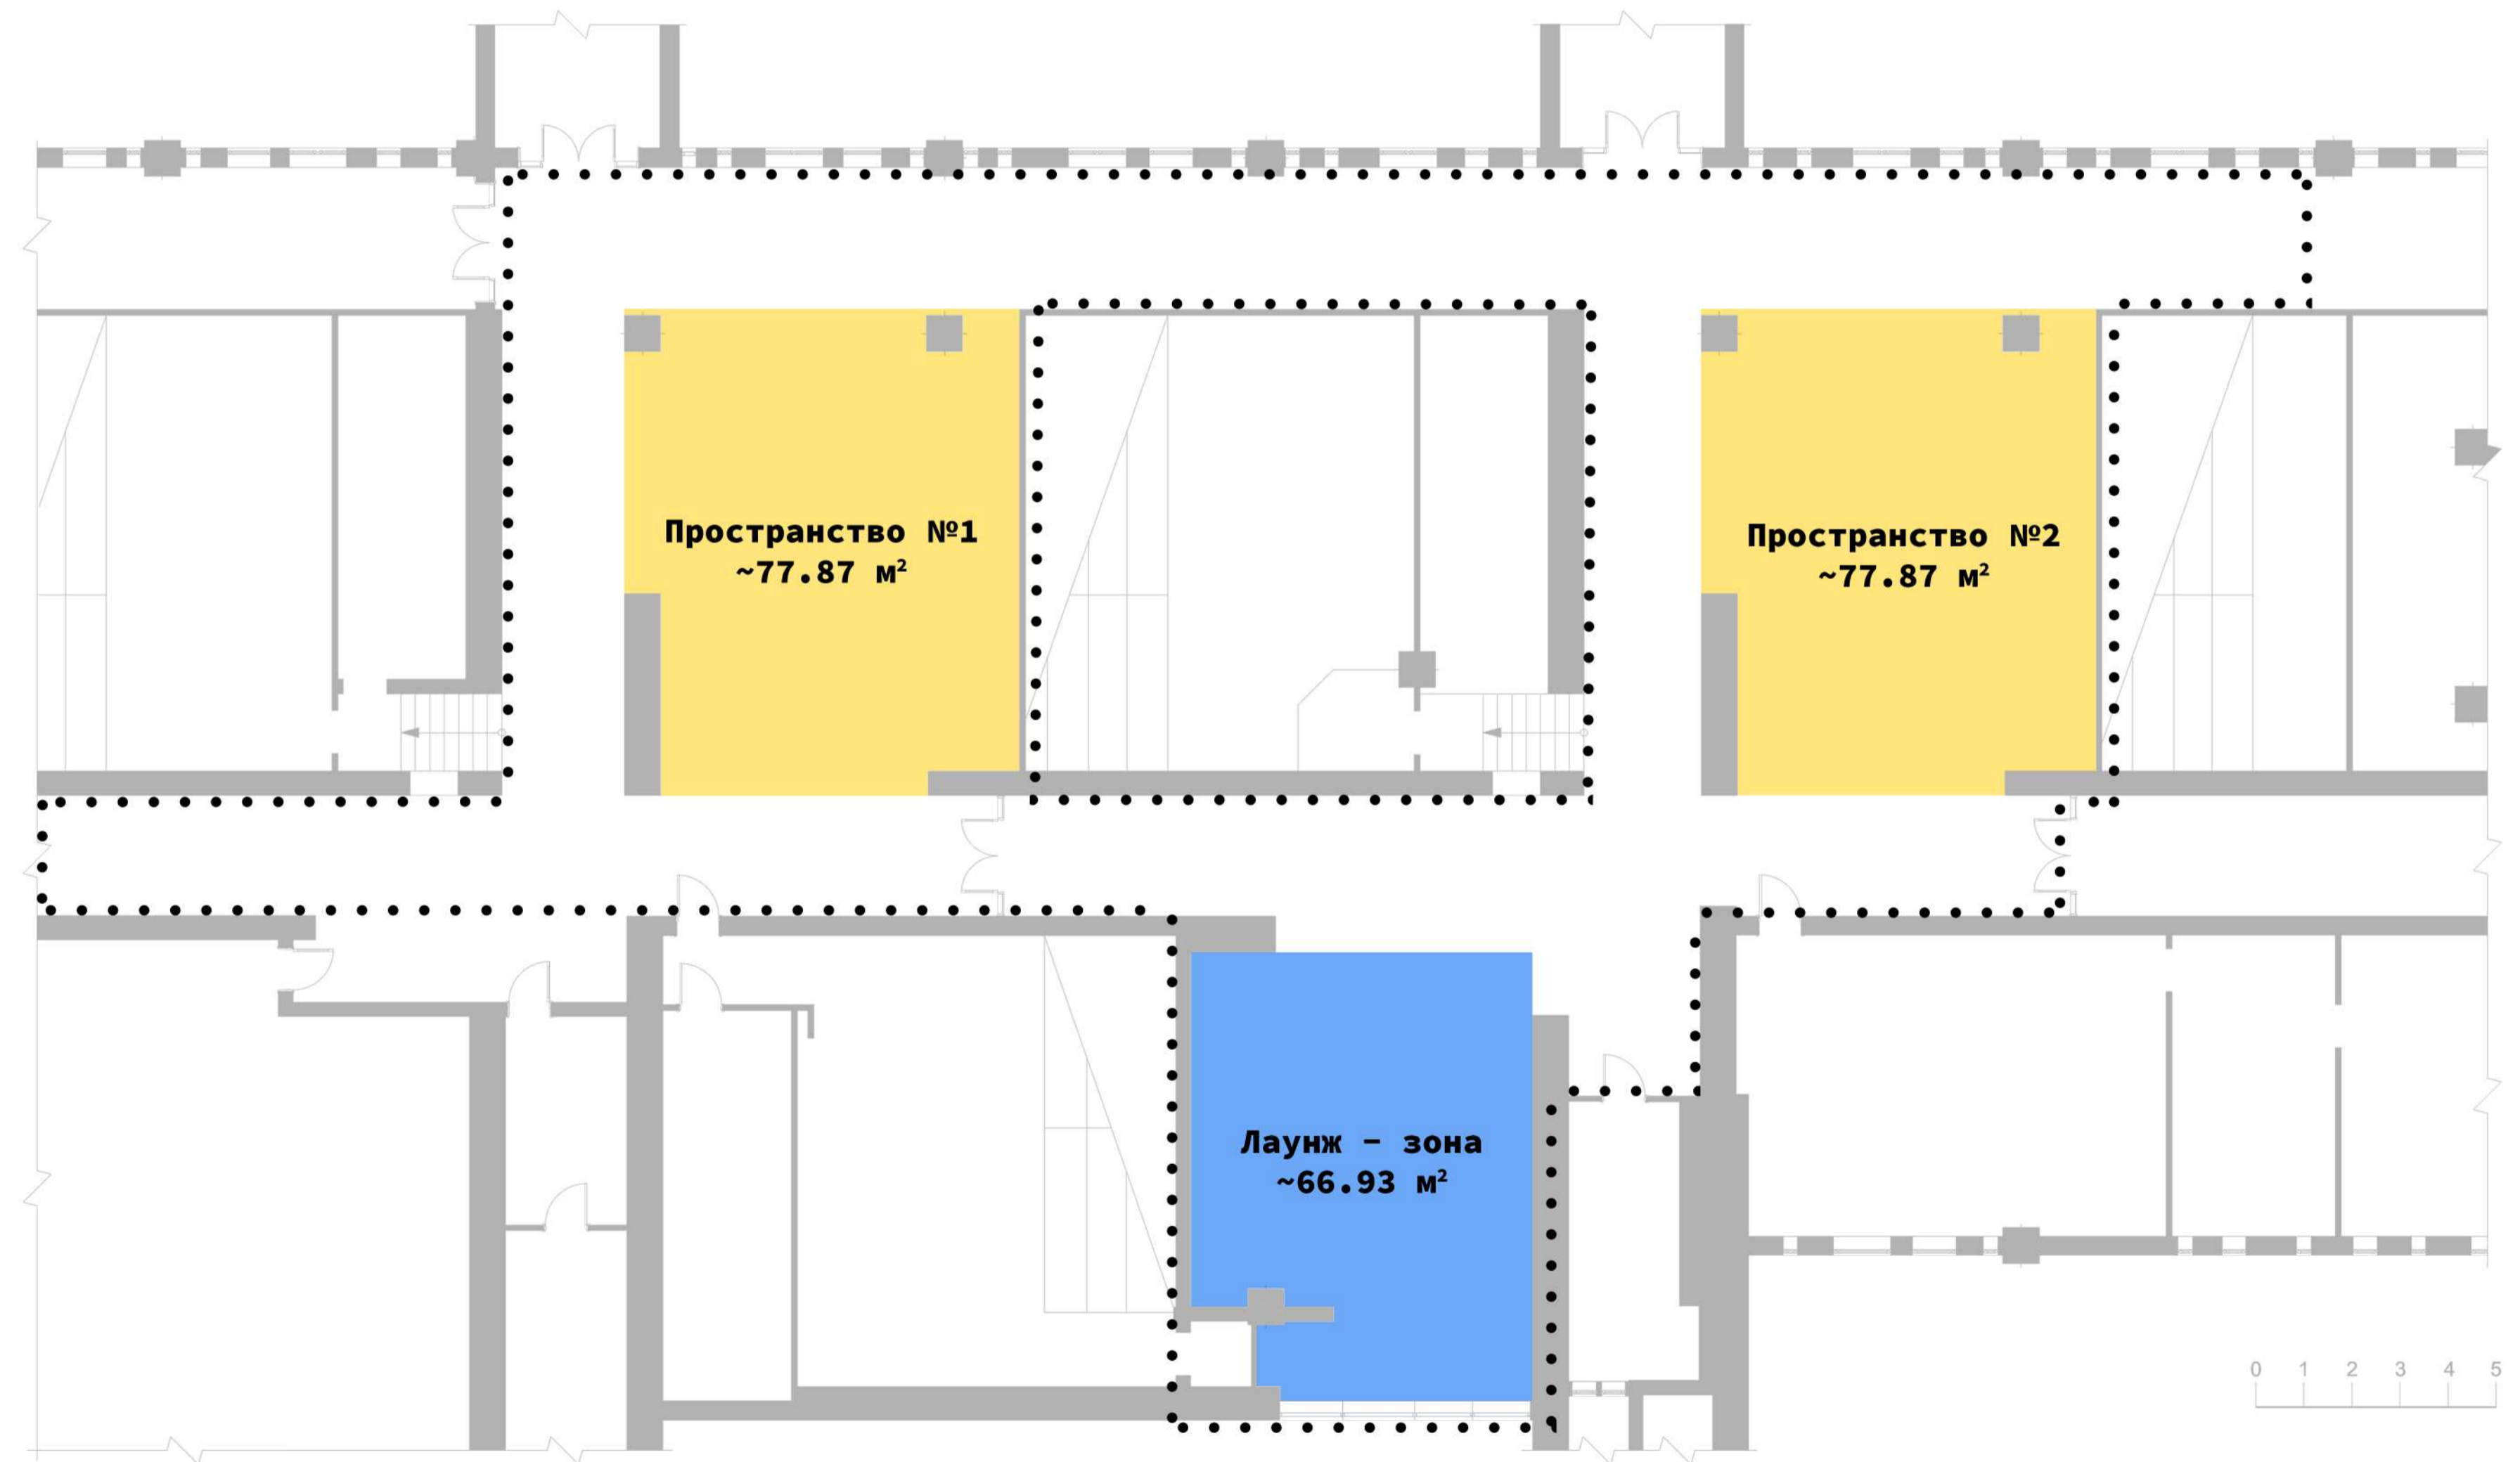 Пространство №1
~77.87 м²
Пространство №2
~77.87 м²
Лаунж - зона
~66.93 м²
0 1 2 3 4 5